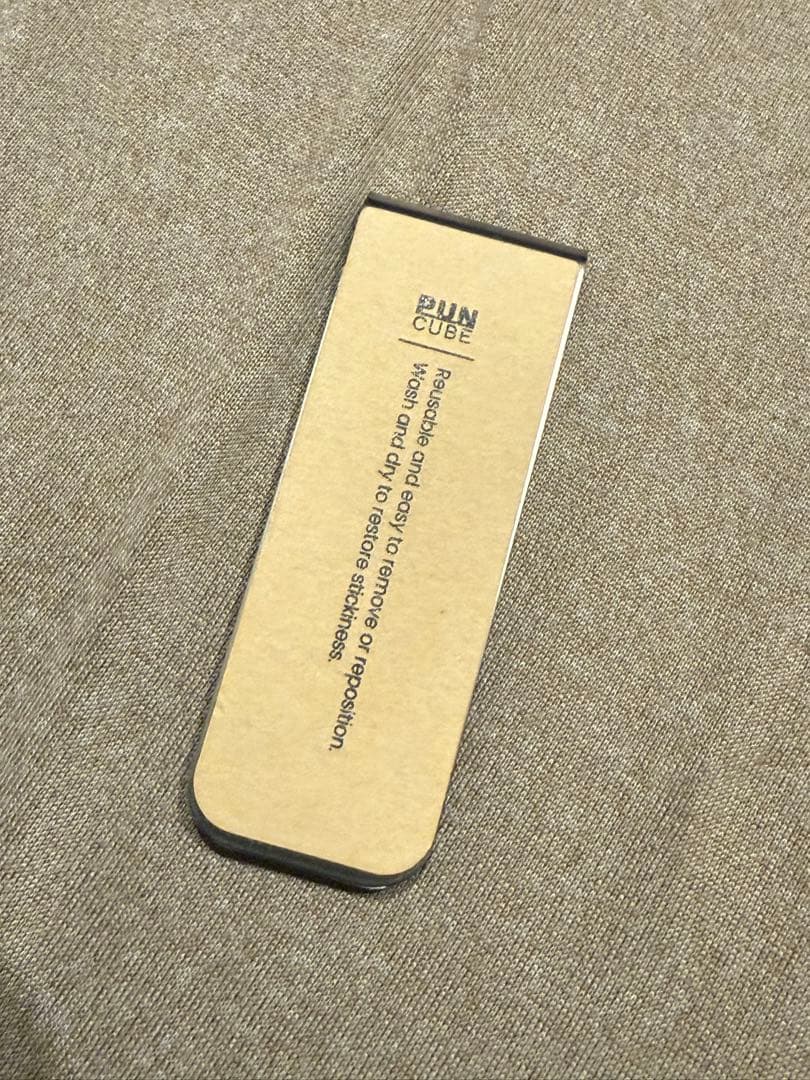 PUN
CUBE
Reusable and easy to remove or reposition.
Wash and dry to restore stickiness.